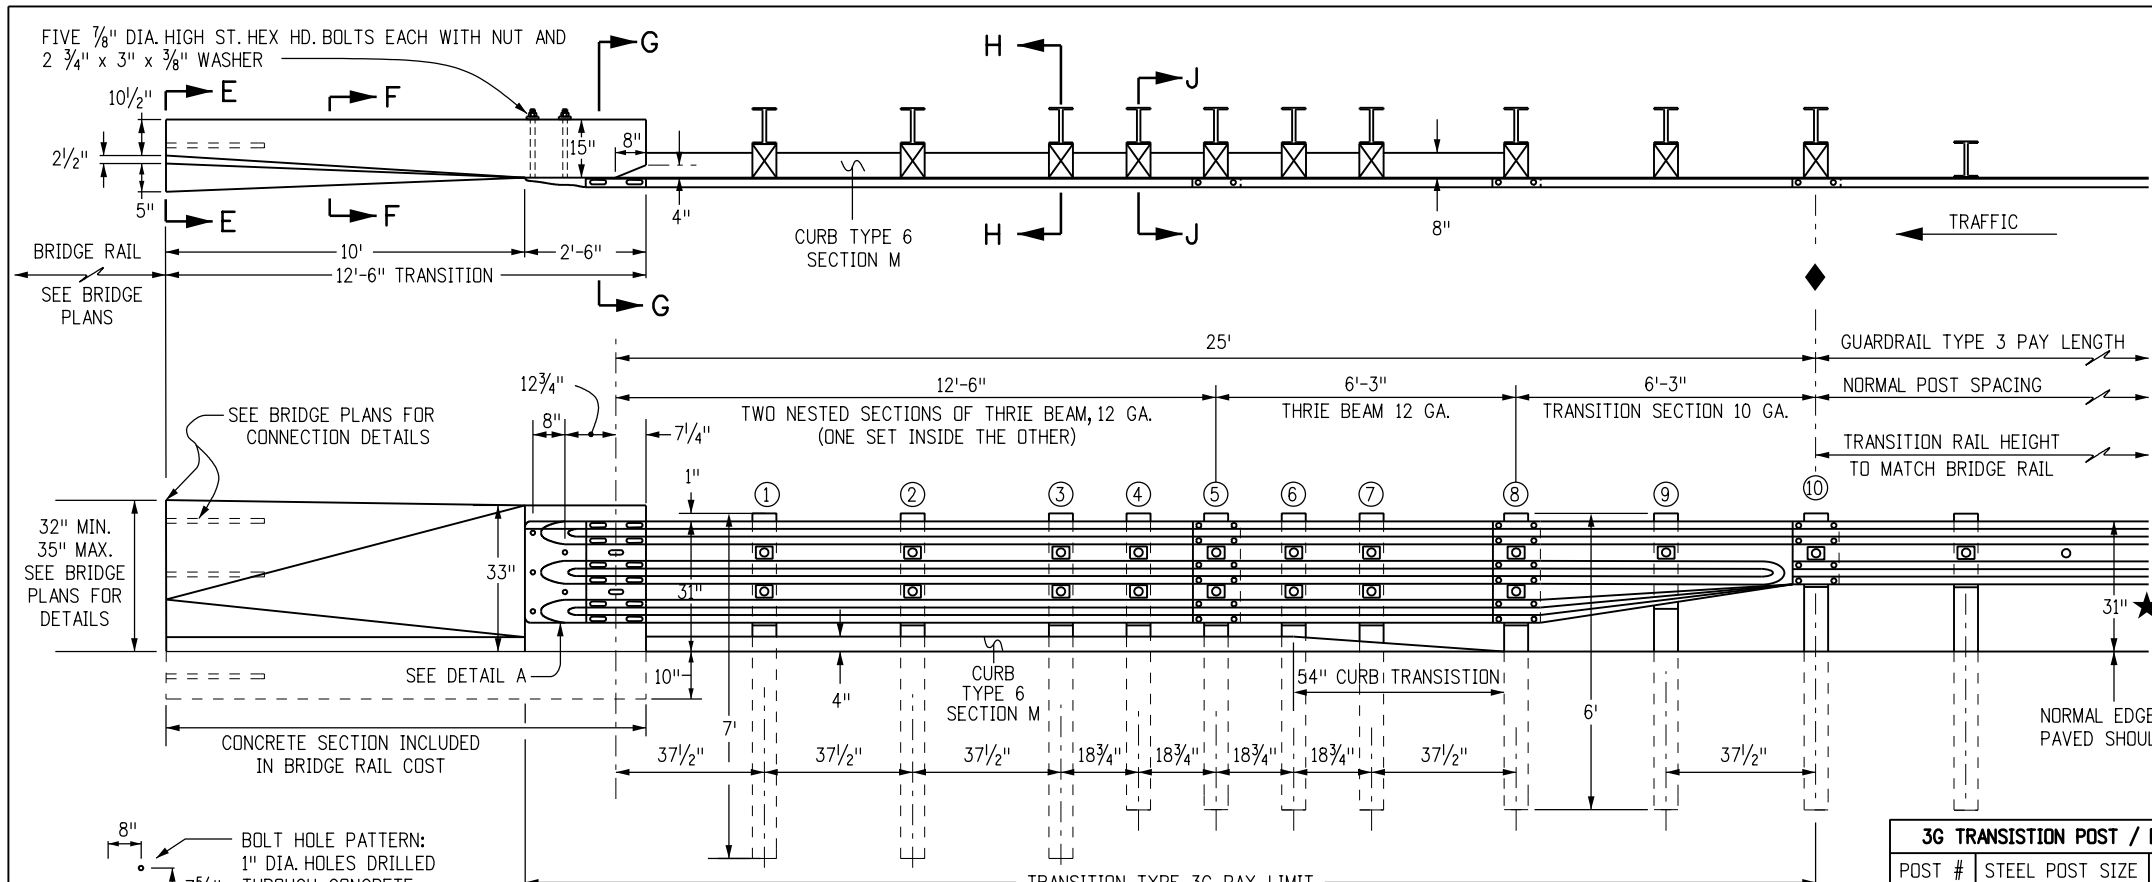 FIVE 7/8" DIA. HIGH ST. HEX HD. BOLTS EACH WITH NUT AND
2 3/4" x 3" x 3/8" WASHER
G
H
J
E
F
10 1/2"
2 1/2"
5"
15"
8"
4"
8"
E
F
H
J
G
CURB TYPE 6
SECTION M
TRAFFIC
BRIDGE RAIL
SEE BRIDGE
PLANS
10'
2'-6"
12'-6" TRANSITION
25'
GUARDRAIL TYPE 3 PAY LENGTH
12 3/4"
12'-6"
6'-3"
6'-3"
NORMAL POST SPACING
TWO NESTED SECTIONS OF THRIE BEAM, 12 GA.
(ONE SET INSIDE THE OTHER)
THRIE BEAM 12 GA.
TRANSITION SECTION 10 GA.
SEE BRIDGE PLANS FOR
CONNECTION DETAILS
8"
7 1/4"
TRANSITION RAIL HEIGHT
TO MATCH BRIDGE RAIL
1"
1
2
3
4
5
6
7
8
9
10
32" MIN.
35" MAX.
SEE BRIDGE
PLANS FOR
DETAILS
33"
31"
31"
SEE DETAIL A
10"
4"
CURB
TYPE 6
SECTION M
54" CURB TRANSITION
7'
6'
NORMAL EDGE
PAVED
CONCRETE SECTION INCLUDED
IN BRIDGE RAIL COST
37 1/2"
37 1/2"
37 1/2"
18 3/4"
18 3/4"
18 3/4"
18 3/4"
37 1/2"
37 1/2"
8"
BOLT HOLE PATTERN:
1" DIA. HOLES DRILLED
THROUGH CONCRETE
TRANSITION TYPE 3G PAY LIMIT
3G TRANSISTION POST /
POST #
STEEL POST SIZE